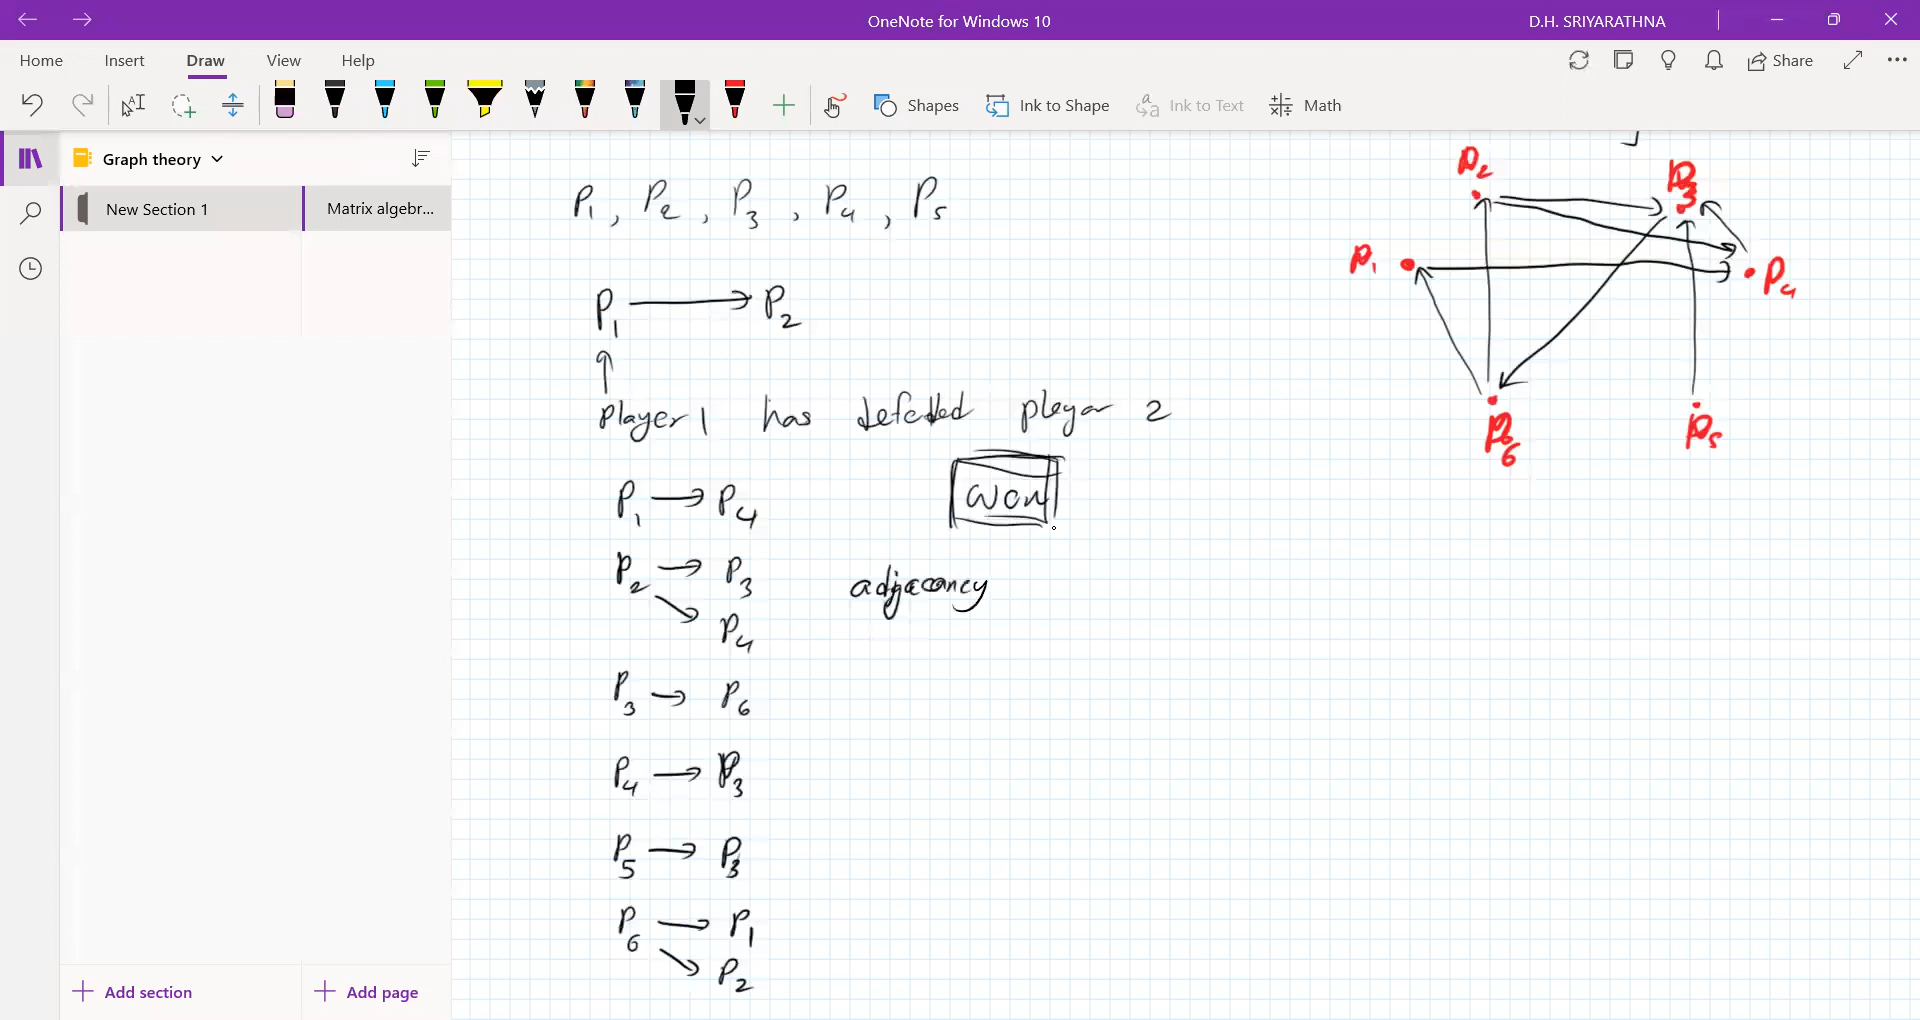 OneNote for Windows 10
D.H. SRIYARATHNA
Home Insert Draw View Help
Share
Shapes Ink to Shape Ink to Text Math
Graph theory
New Section 1
Matrix algebr...
P1, P2, P3, P4, P5
P1 → P2
↑
Player 1 has defeated player 2
won
P1 → P4
P2 → P3
↘ P4
adjacancy
P3 → P6
P4 → P3
P5 → P3
P6 → P1
↘ P2
P2
P3
P1
P4
P6
P5
Add section
Add page